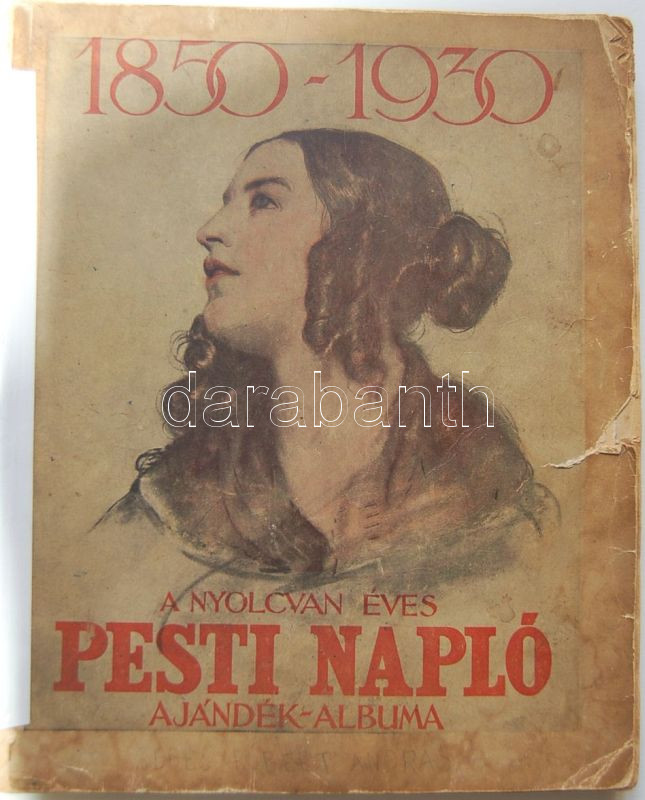 1850-1930
darabanth
A NYOLCVAN ÉVES
PESTI NAPLÓ
AJÁNDÉK-ALBUMA